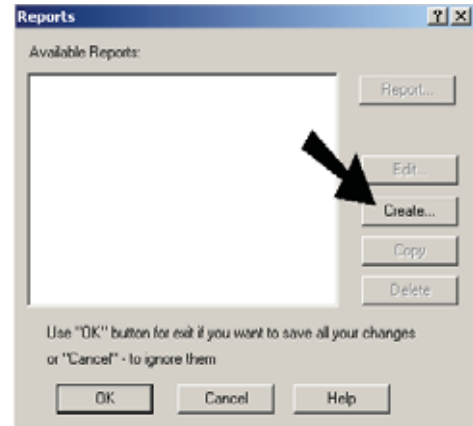 Reports
Available Reports:
Report...
Edit...
Create...
Copy
Delete
Use "OK" button for exit if you want to save all your changes
or "Cancel" - to ignore them
OK Cancel Help